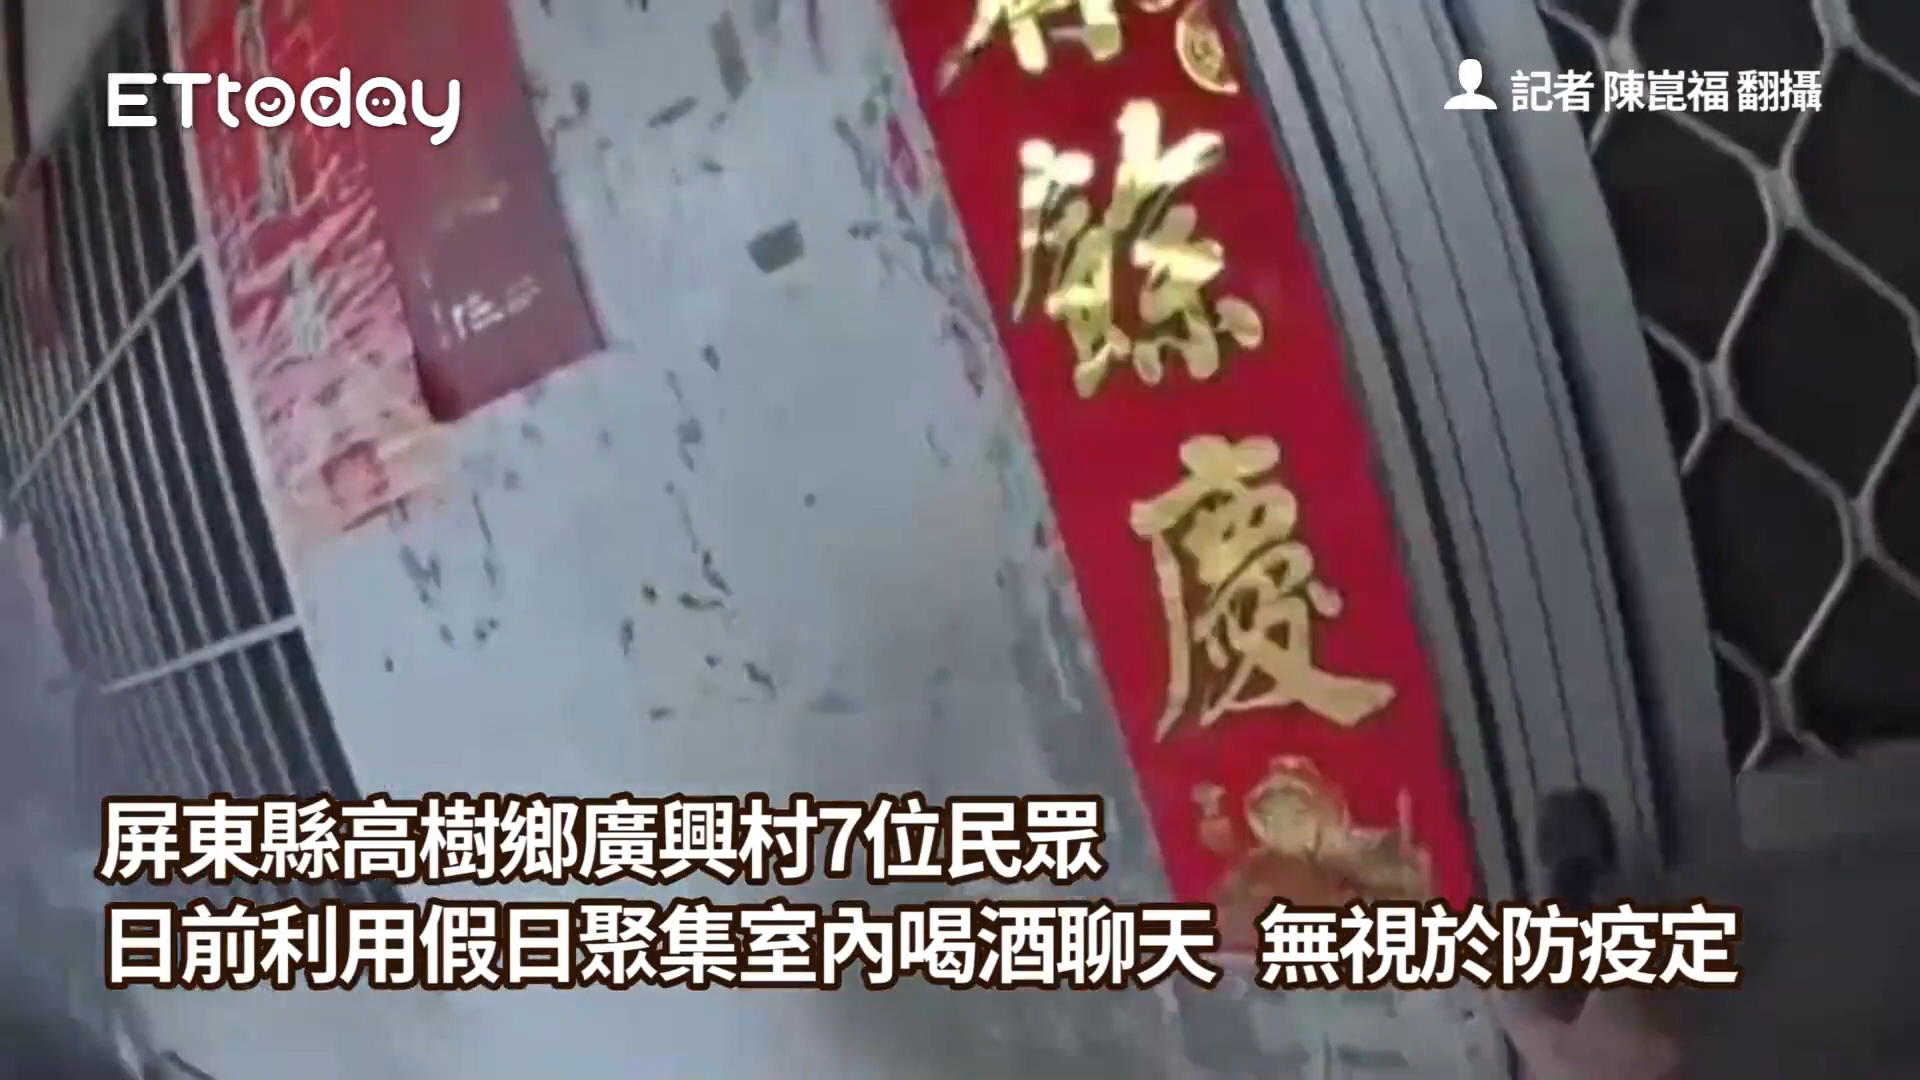 ETtoday
記者 陳崑福 翻攝
餘慶
屏東縣高樹鄉廣興村7位民眾
日前利用假日聚集室內喝酒聊天 無視於防疫定